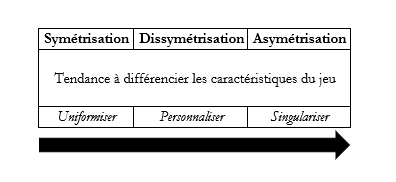 Symétrisation Dissymétrisation Asymétrisation
Tendance à différencier les caractéristiques du jeu
Uniformiser Personnaliser Singulariser